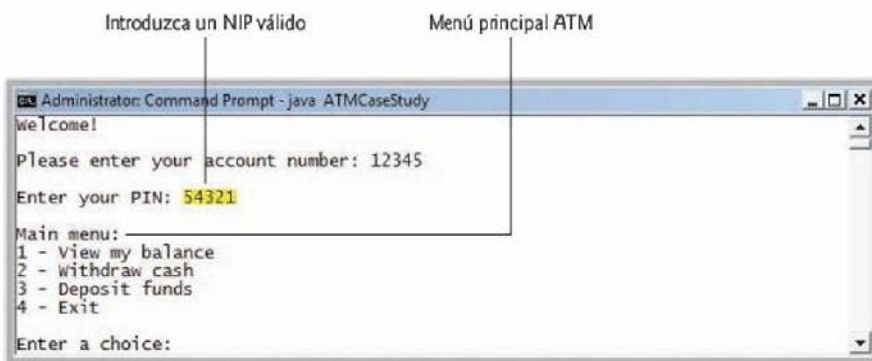 Introduzca un NIP válido
Menú principal ATM
Administrator: Command Prompt - java ATMCaseStudy
Welcome!
Please enter your account number: 12345
Enter your PIN: 54321
Main menu:
1 - View my balance
2 - Withdraw cash
3 - Deposit funds
4 - Exit
Enter a choice: